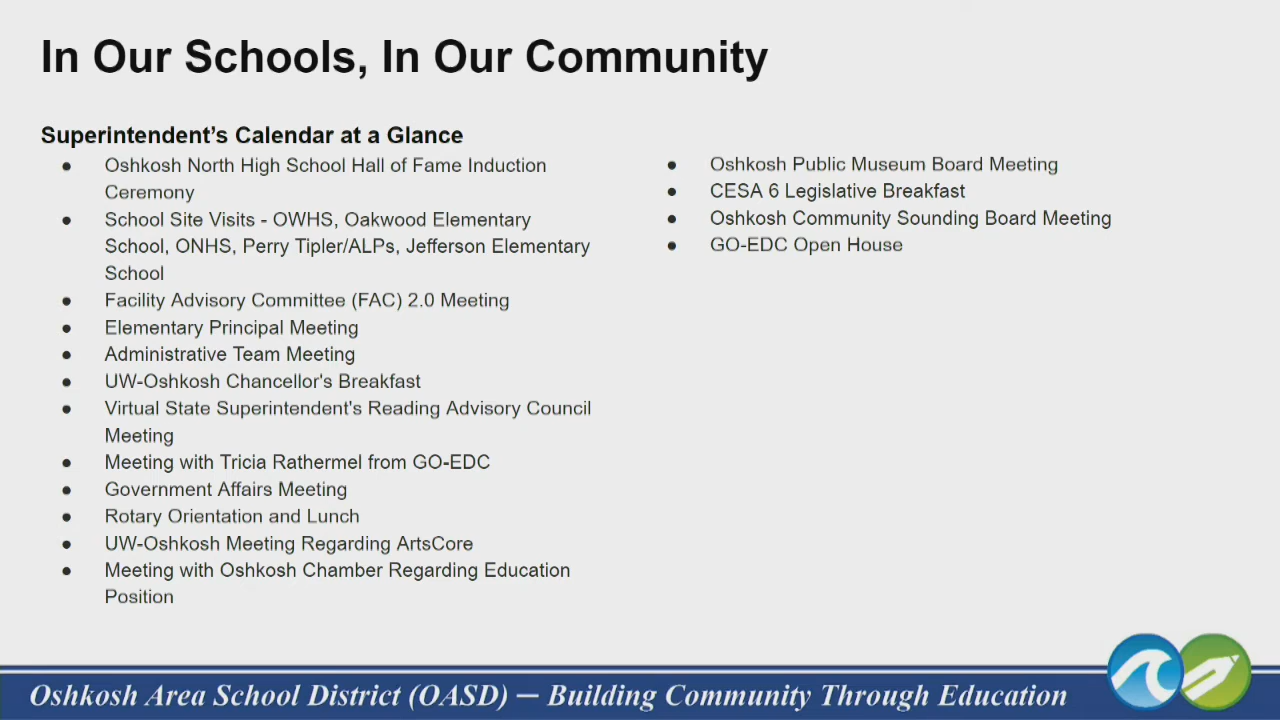 In Our Schools, In Our Community
Superintendent’s Calendar at a Glance
● Oshkosh North High School Hall of Fame Induction
Ceremony
● School Site Visits - OWHS, Oakwood Elementary
School, ONHS, Perry Tipler/ALPs, Jefferson Elementary
School
● Facility Advisory Committee (FAC) 2.0 Meeting
● Elementary Principal Meeting
● Administrative Team Meeting
● UW-Oshkosh Chancellor's Breakfast
● Virtual State Superintendent's Reading Advisory Council
Meeting
● Meeting with Tricia Rathermel from GO-EDC
● Government Affairs Meeting
● Rotary Orientation and Lunch
● UW-Oshkosh Meeting Regarding ArtsCore
● Meeting with Oshkosh Chamber Regarding Education
Position
● Oshkosh Public Museum Board Meeting
● CESA 6 Legislative Breakfast
● Oshkosh Community Sounding Board Meeting
● GO-EDC Open House
Oshkosh Area School District (OASD) — Building Community Through Education